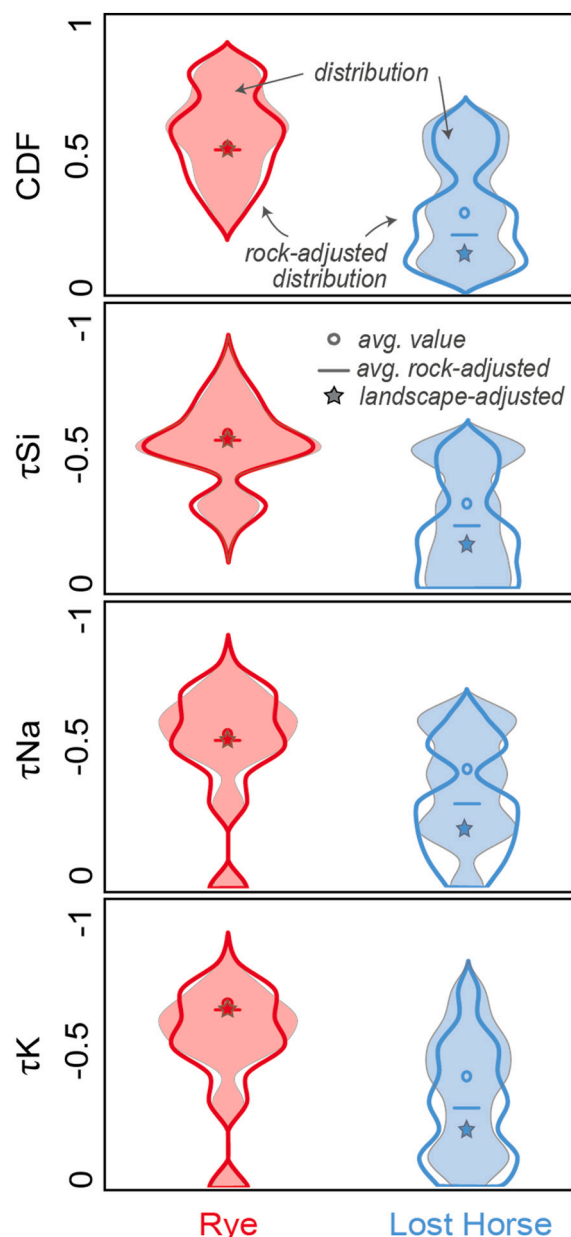 1
distribution
CDF
0.5
rock-adjusted
distribution
0
-1
avg. value
avg. rock-adjusted
landscape-adjusted
τSi
-0.5
0
-1
τNa
-0.5
0
-1
τK
-0.5
0
Rye
Lost Horse